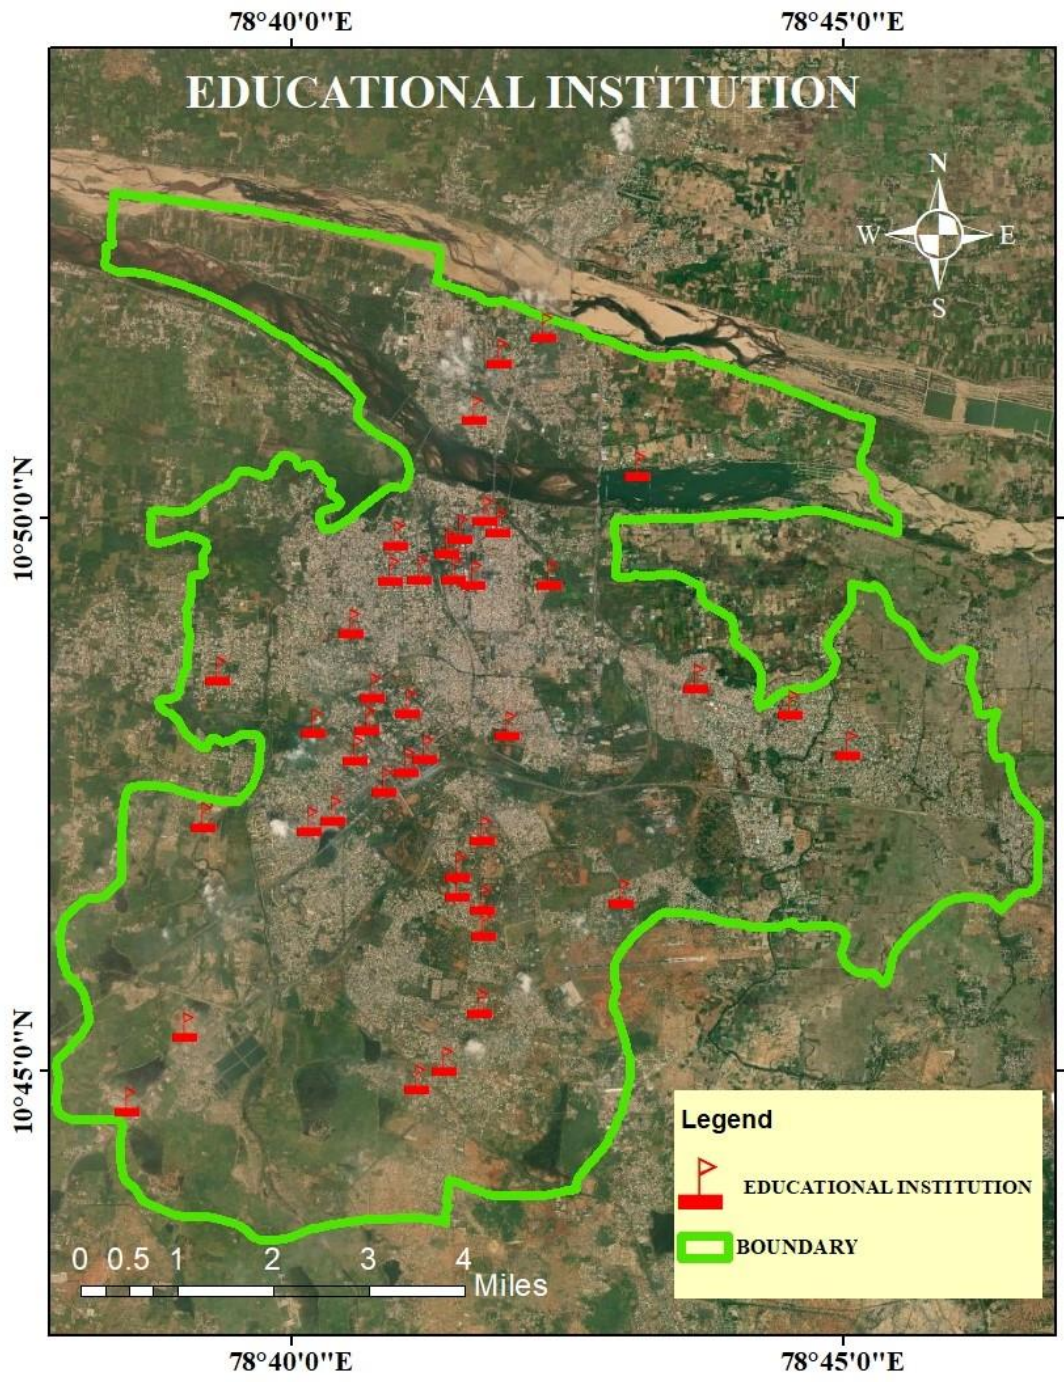 78°40'0"E 78°45'0"E
EDUCATIONAL INSTITUTION
N
W E
S
10°50'0"N
10°45'0"N
Legend
EDUCATIONAL INSTITUTION
BOUNDARY
0 0.5 1 2 3 4
Miles
78°40'0"E 78°45'0"E